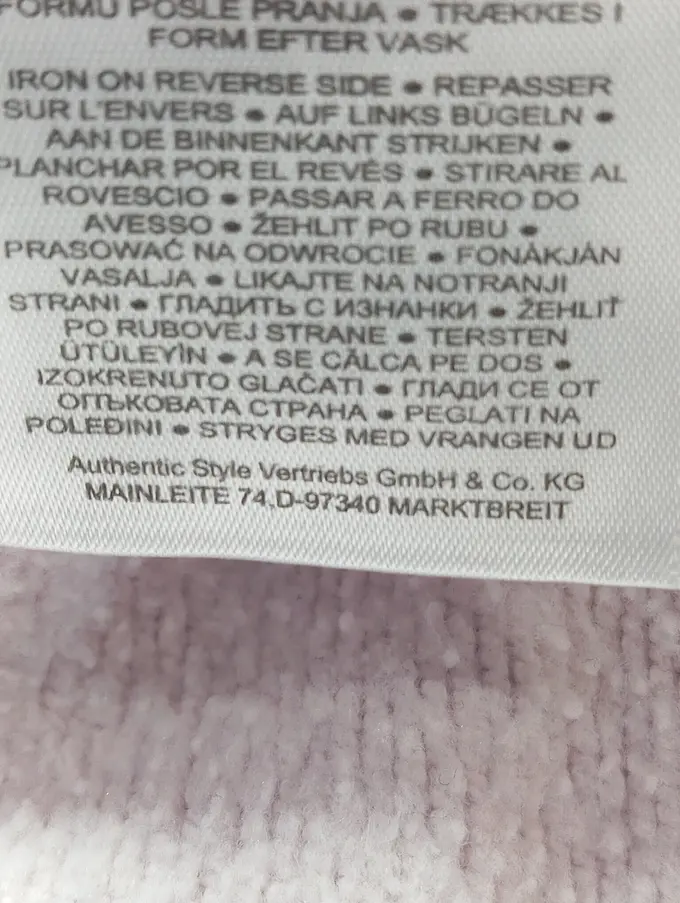 FORMU POSLE PRANJA ● TRÆKKES I
FORM EFTER VASK
IRON ON REVERSE SIDE ● REPASSER
SUR L'ENVERS ● AUF LINKS BÜGELN ●
AAN DE BINNENKANT STRIJKEN ●
PLANCHAR POR EL REVÉS ● STIRARE AL
ROVESCIO ● PASSAR A FERRO DO
AVESSO ● ŽEHLIT PO RUBU ●
PRASOWAĆ NA ODWROCIE ● FONÁKJÁN
VASALJA ● LIKAJTE NA NOTRANJI
STRANI ● ГЛАДИТЬ С ИЗНАНКИ ● ŽEHLIŤ
PO RUBOVEJ STRANE ● TERSTEN
ÜTÜLEYİN ● A SE CĂLCA PE DOS ●
IZOKRENUTO GLAČATI ● ГЛАДИ СЕ ОТ
ОПЬКОВАТА СТРАНА ● PEGLATI NA
POLEĐINI ● STRYGES MED VRANGEN UD
Authentic Style Vertriebs GmbH & Co. KG
MAINLEITE 74,D-97340 MARKTBREIT